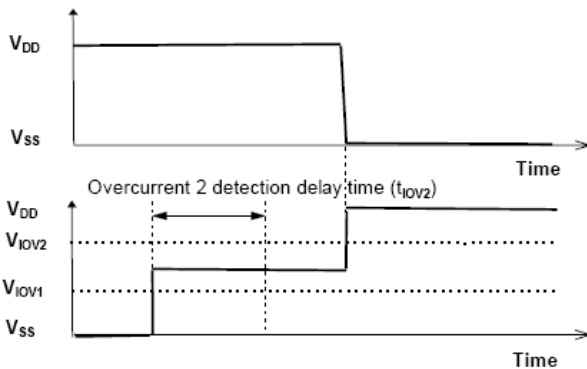 VDD
VSS
Time
Overcurrent 2 detection delay time (tIOV2)
VDD
VIOV2
VIOV1
VSS
Time